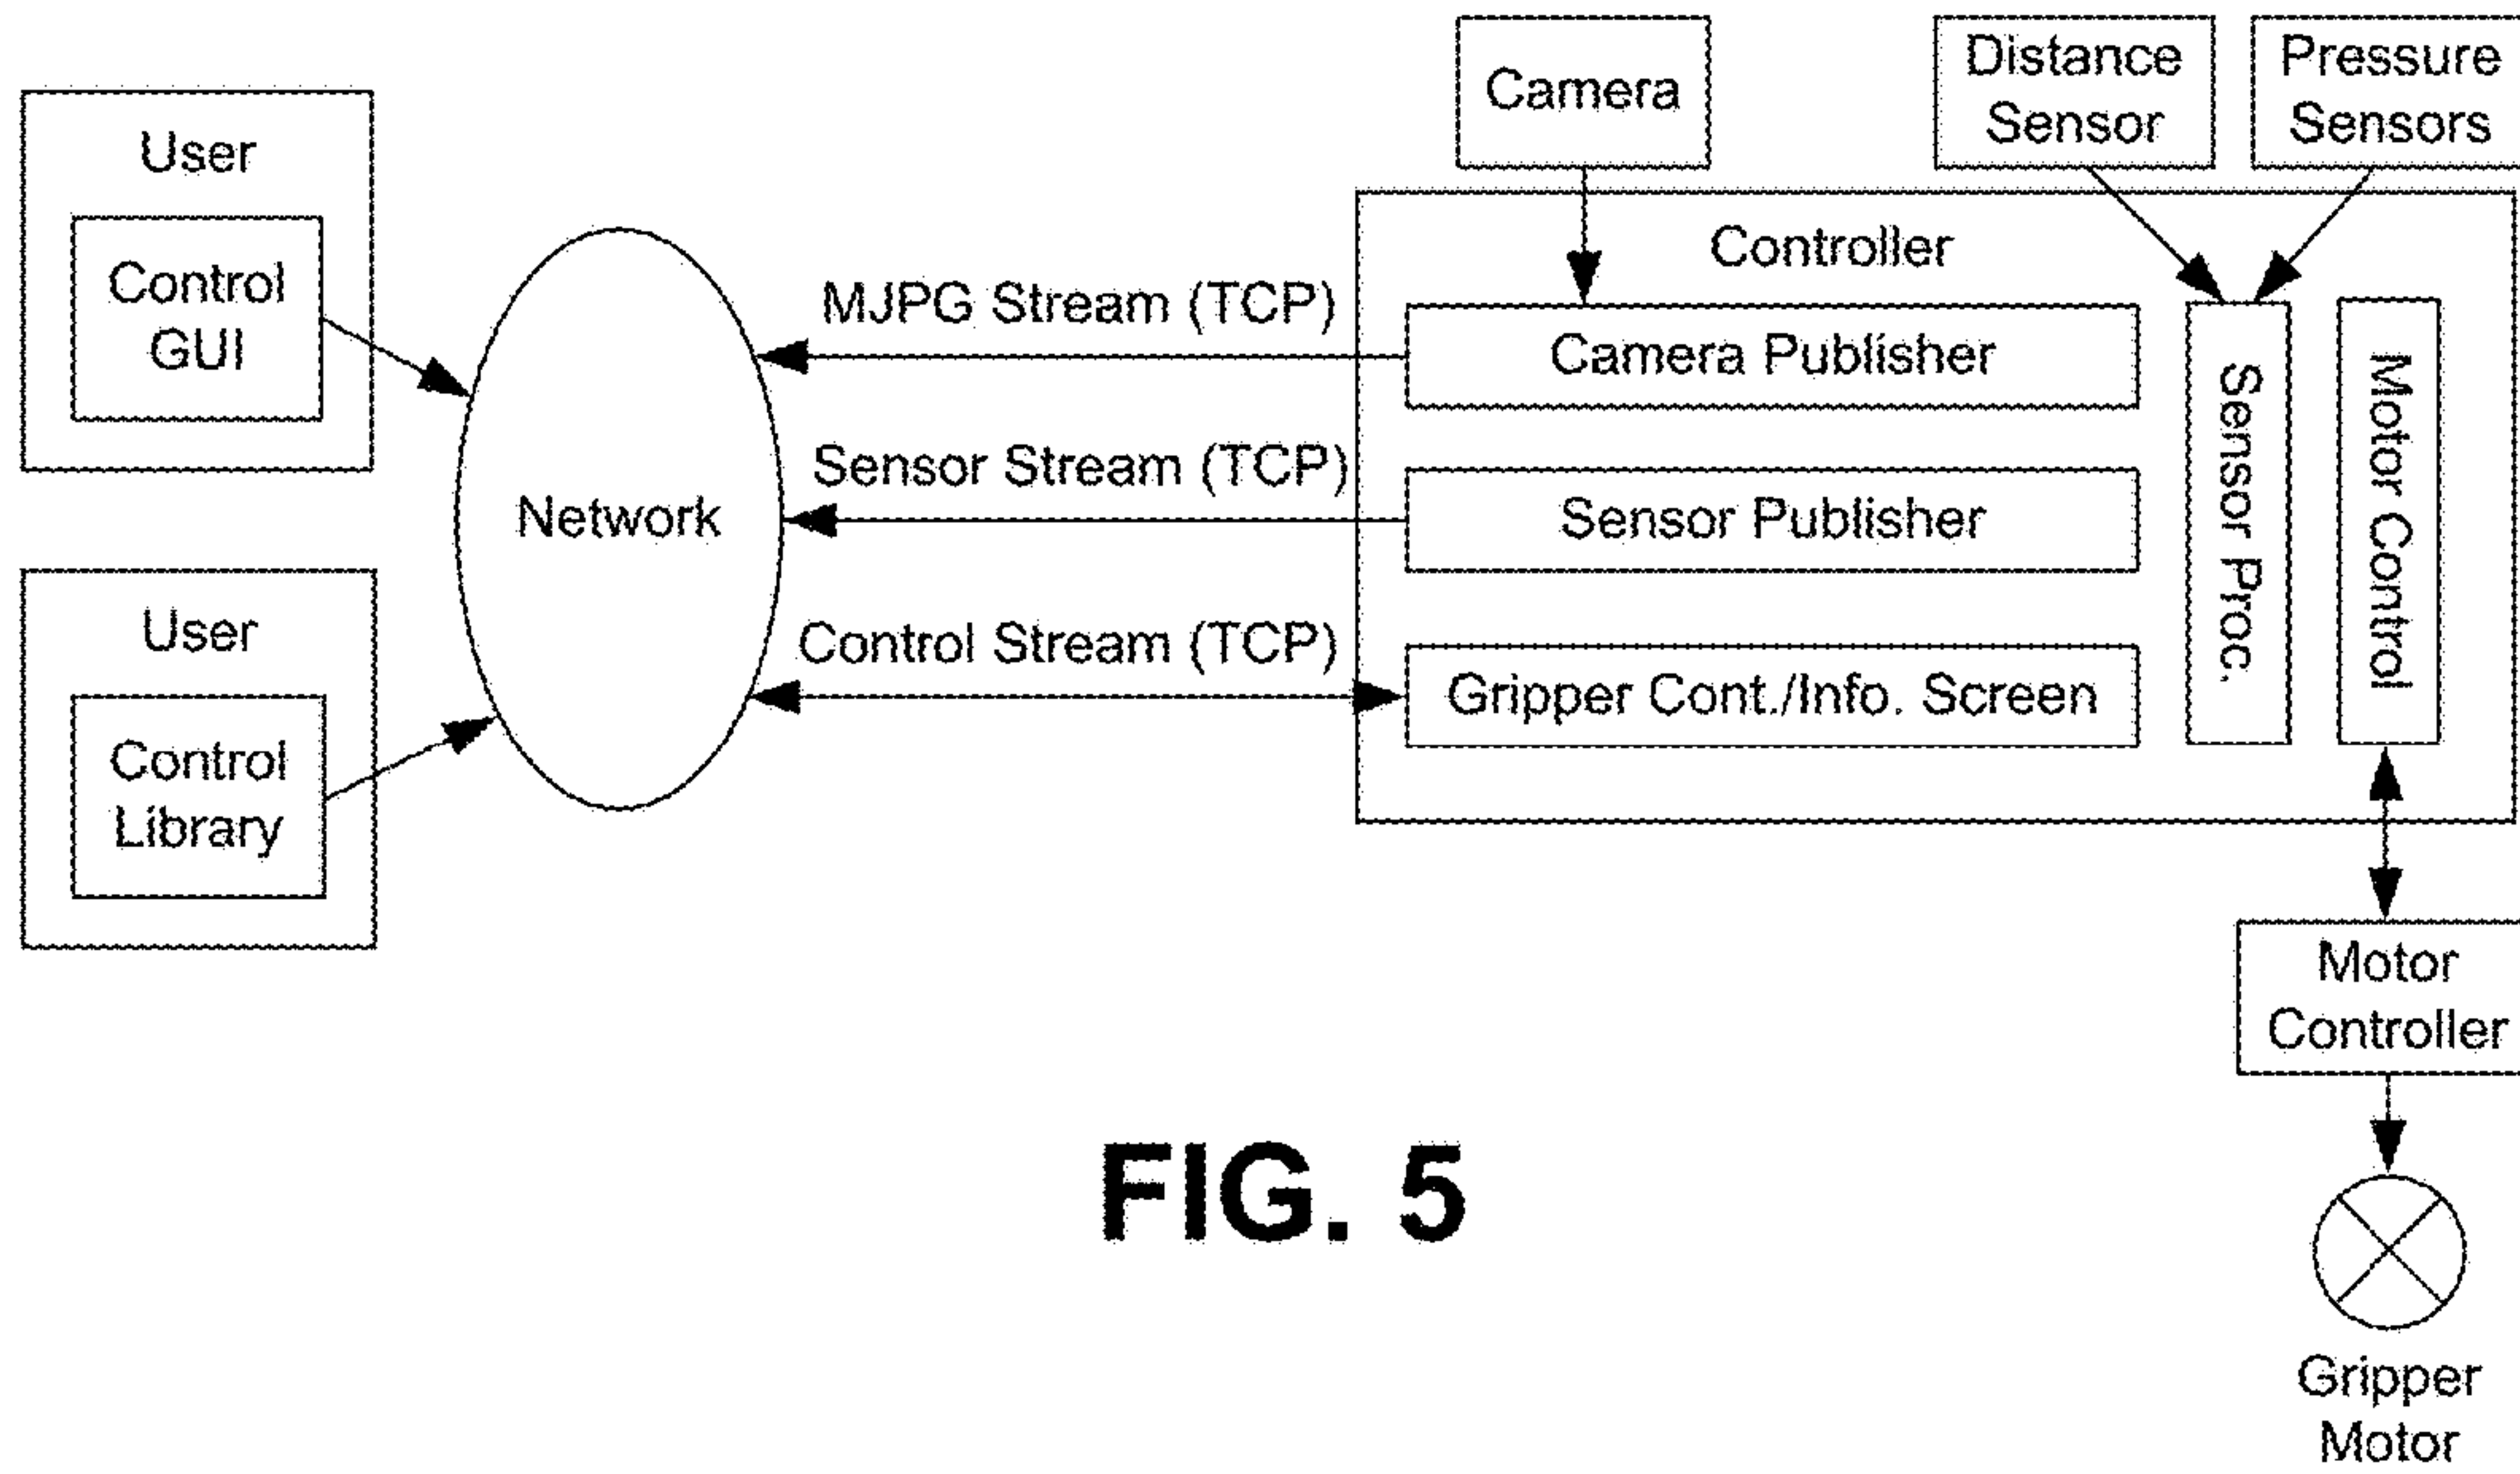 Camera
Distance
Sensor
Pressure
Sensors
User
Control
GUI
User
Control
Library
Network
MJPG Stream (TCP)
Sensor Stream (TCP)
Control Stream (TCP)
Controller
Camera Publisher
Sensor Publisher
Gripper Cont./Info. Screen
Sensor Proc.
Motor Control
Motor
Controller
Gripper
Motor
FIG. 5